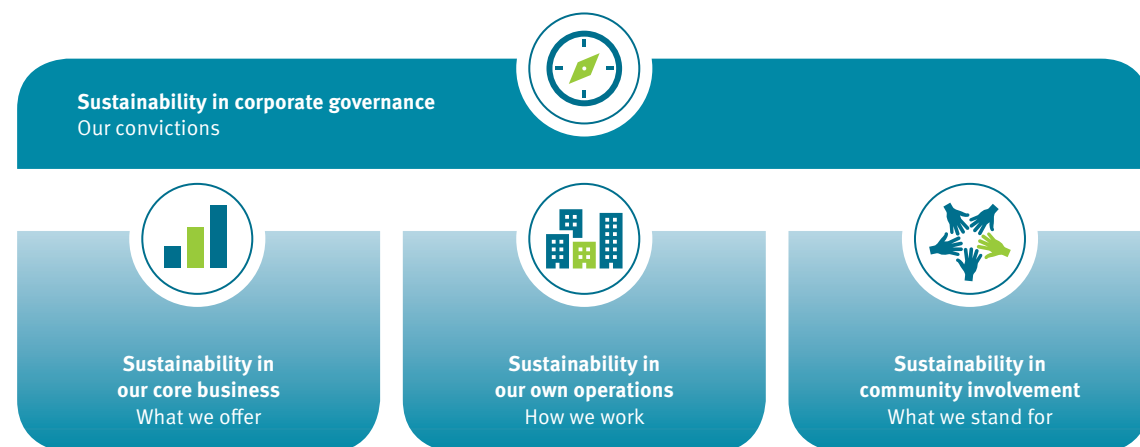 Sustainability in corporate governance
Our convictions
Sustainability in
our core business
What we offer
Sustainability in
our own operations
How we work
Sustainability in
community involvement
What we stand for